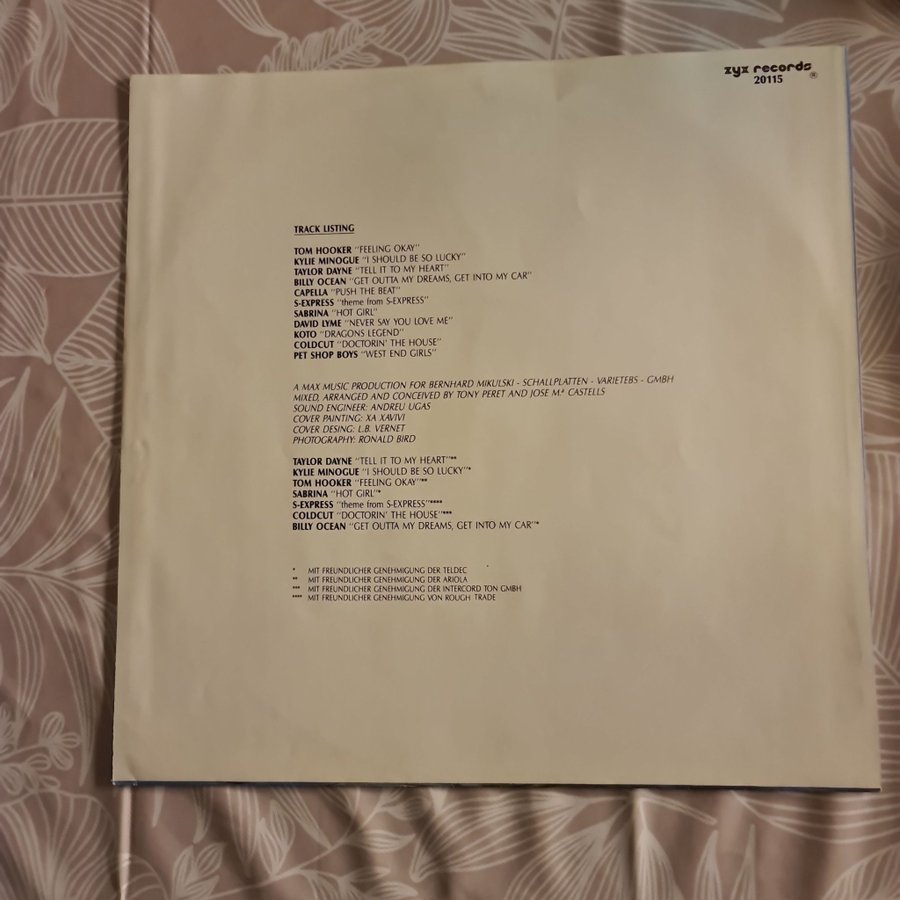 zyx records
20115 ®
TRACK LISTING
TOM HOOKER "FEELING OKAY"
KYLIE MINOGUE "I SHOULD BE SO LUCKY"
TAYLOR DAYNE "TELL IT TO MY HEART"
BILLY OCEAN "GET OUTTA MY DREAMS, GET INTO MY CAR"
CAPELLA "PUSH THE BEAT"
S-EXPRESS "theme from S-EXPRESS"
SABRINA "HOT GIRL"
DAVID LYME "NEVER SAY YOU LOVE ME"
KOTO "DRAGONS LEGEND"
COLDCUT "DOCTORIN' THE HOUSE"
PET SHOP BOYS "WEST END GIRLS"
A MAX MUSIC PRODUCTION FOR BERNHARD MIKULSKI - SCHALLPLATTEN - VARIETEBS - GMBH
MIXED, ARRANGED AND CONCEIVED BY TONY PERET AND JOSE M.ª CASTELLS
SOUND ENGINEER: ANDREU UGAS
COVER PAINTING: XA XAVIVI
COVER DESING: L.B. VERNET
PHOTOGRAPHY: RONALD BIRD
TAYLOR DAYNE "TELL IT TO MY HEART"**
KYLIE MINOGUE "I SHOULD BE SO LUCKY"*
TOM HOOKER "FEELING OKAY"**
SABRINA "HOT GIRL"*
S-EXPRESS "theme from S-EXPRESS"****
COLDCUT "DOCTORIN' THE HOUSE"***
BILLY OCEAN "GET OUTTA MY DREAMS, GET INTO MY CAR"*
* MIT FREUNDLICHER GENEHMIGUNG DER TELDEC
** MIT FREUNDLICHER GENEHMIGUNG DER ARIOLA
*** MIT FREUNDLICHER GENEHMIGUNG DER INTERCORD TON GMBH
**** MIT FREUNDLICHER GENEHMIGUNG VON ROUGH TRADE